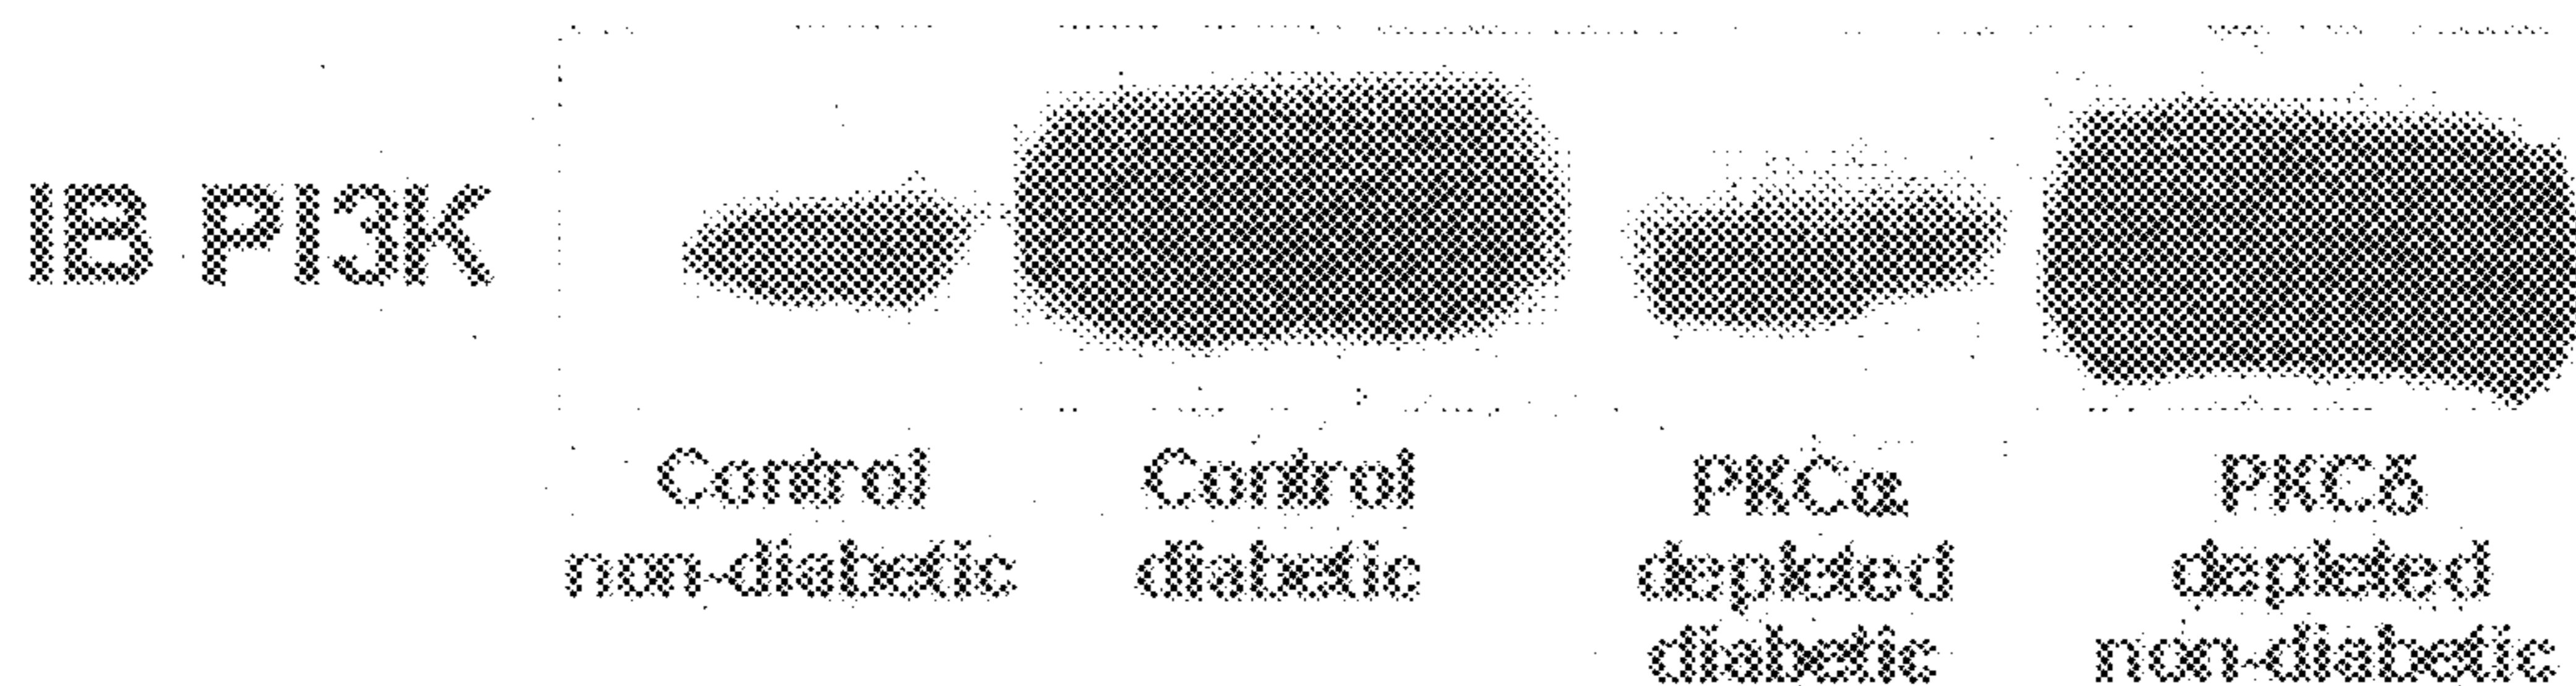 IB PI3K
Control
non-diabetic
Control
diabetic
PKCα
depleted
diabetic
PKCδ
depleted
non-diabetic